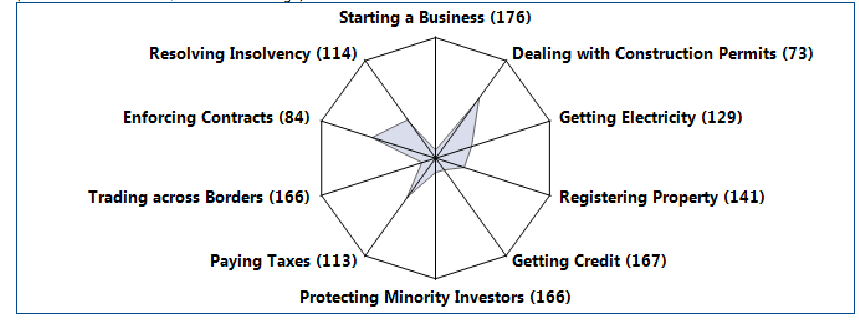 Starting a Business (176)
Resolving Insolvency (114)
Dealing with Construction Permits (73)
Enforcing Contracts (84)
Getting Electricity (129)
Trading across Borders (166)
Registering Property (141)
Paying Taxes (113)
Getting Credit (167)
Protecting Minority Investors (166)